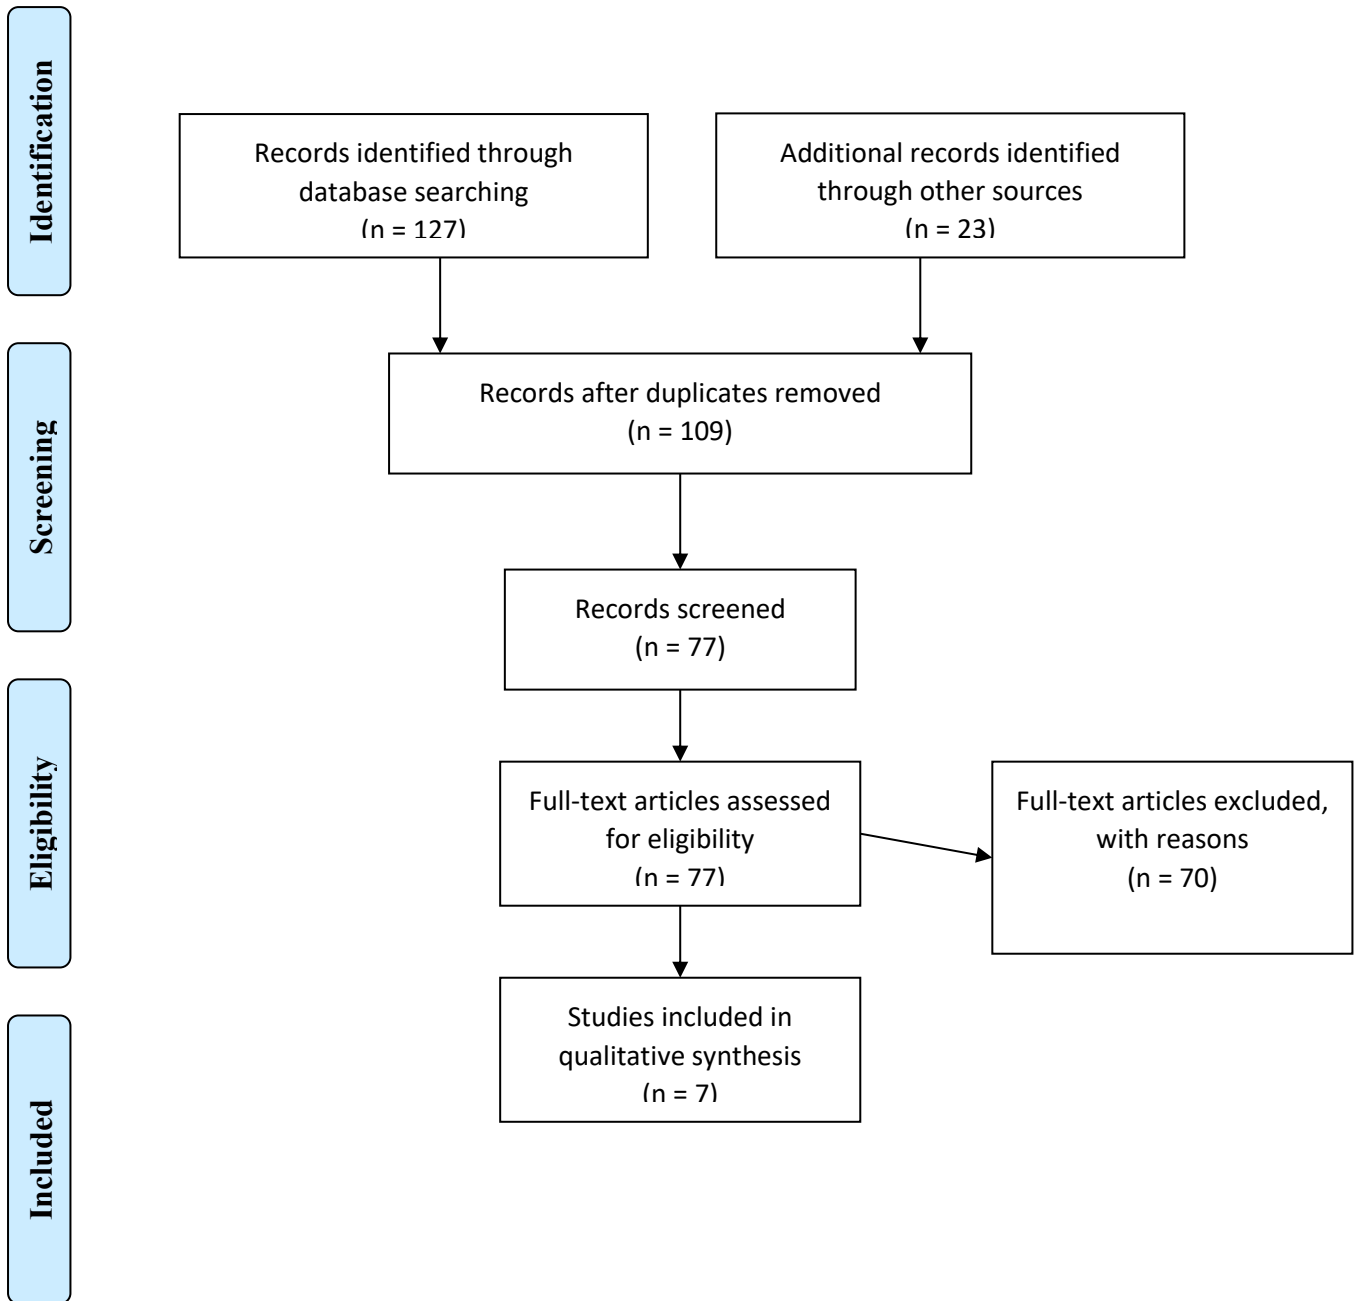 Identification
Records identified through
database searching
(n = 127)
Additional records identified
through other sources
(n = 23)
Screening
Records after duplicates removed
(n = 109)
Records screened
(n = 77)
Eligibility
Full-text articles assessed
for eligibility
(n = 77)
Full-text articles excluded,
with reasons
(n = 70)
Included
Studies included in
qualitative synthesis
(n = 7)